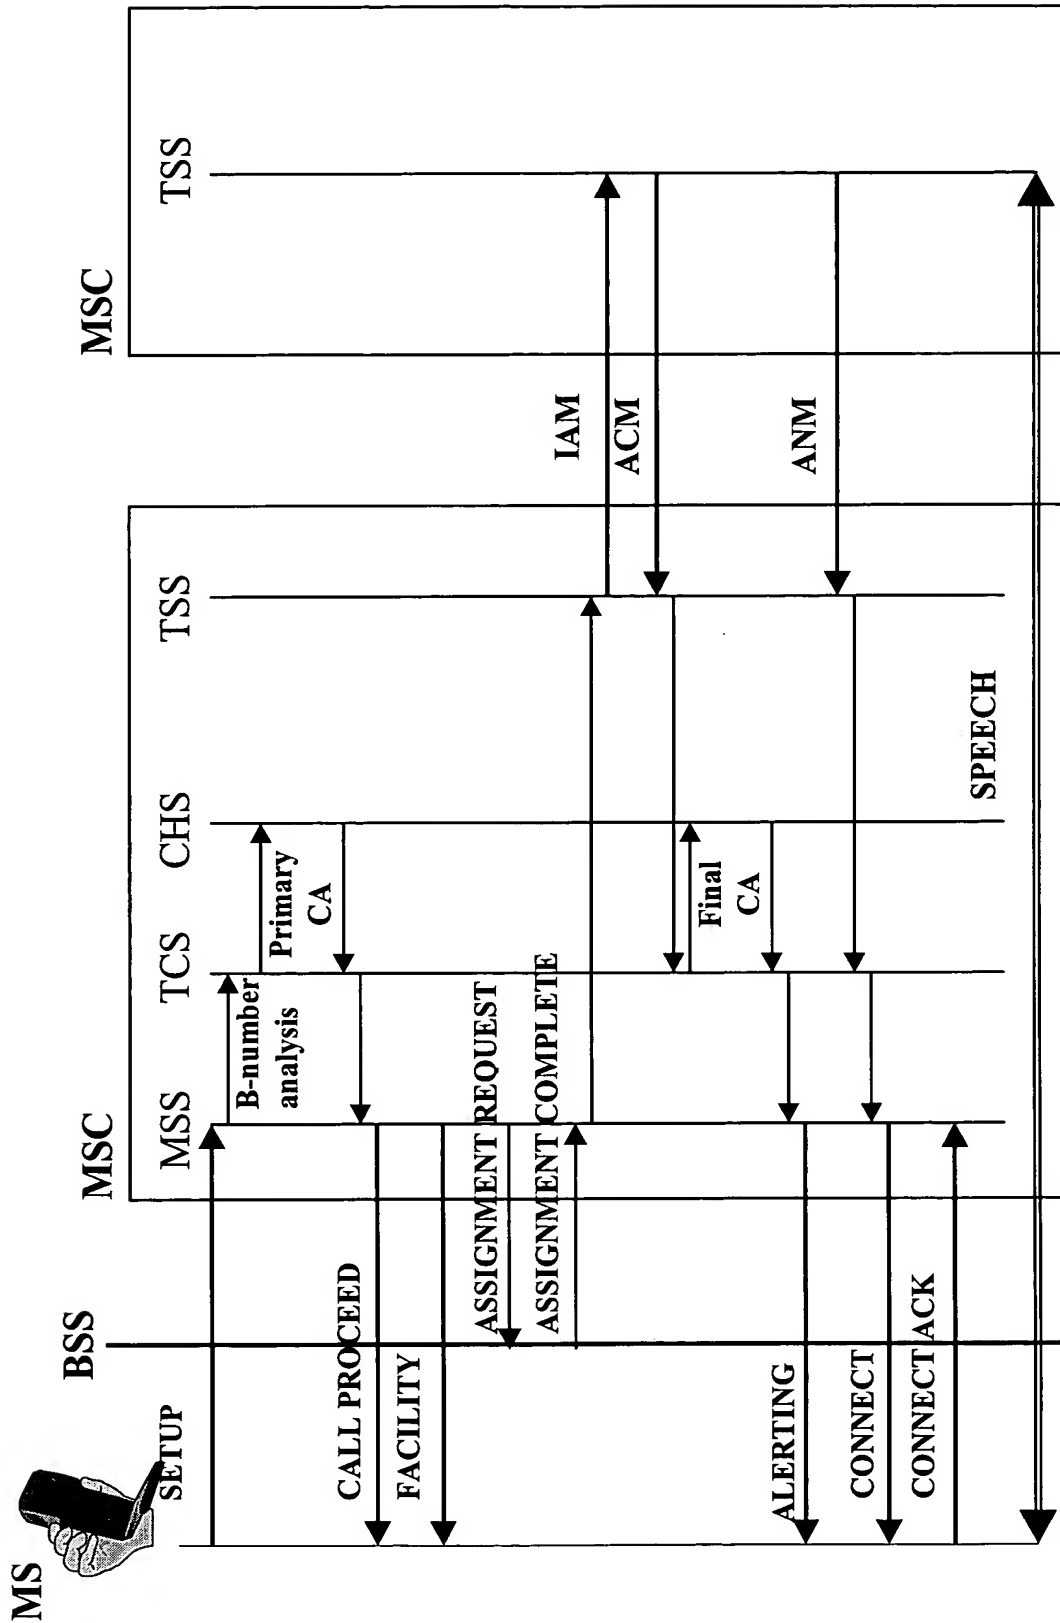 MS
BSS
MSC
MSC
MSS
TCS
CHS
TSS
TSS
SETUP
B-number
analysis
Primary
CA
CALL PROCEED
FACILITY
ASSIGNMENT REQUEST
ASSIGNMENT COMPLETE
IAM
ACM
Final
CA
ALERTING
ANM
CONNECT
CONNECT ACK
SPEECH